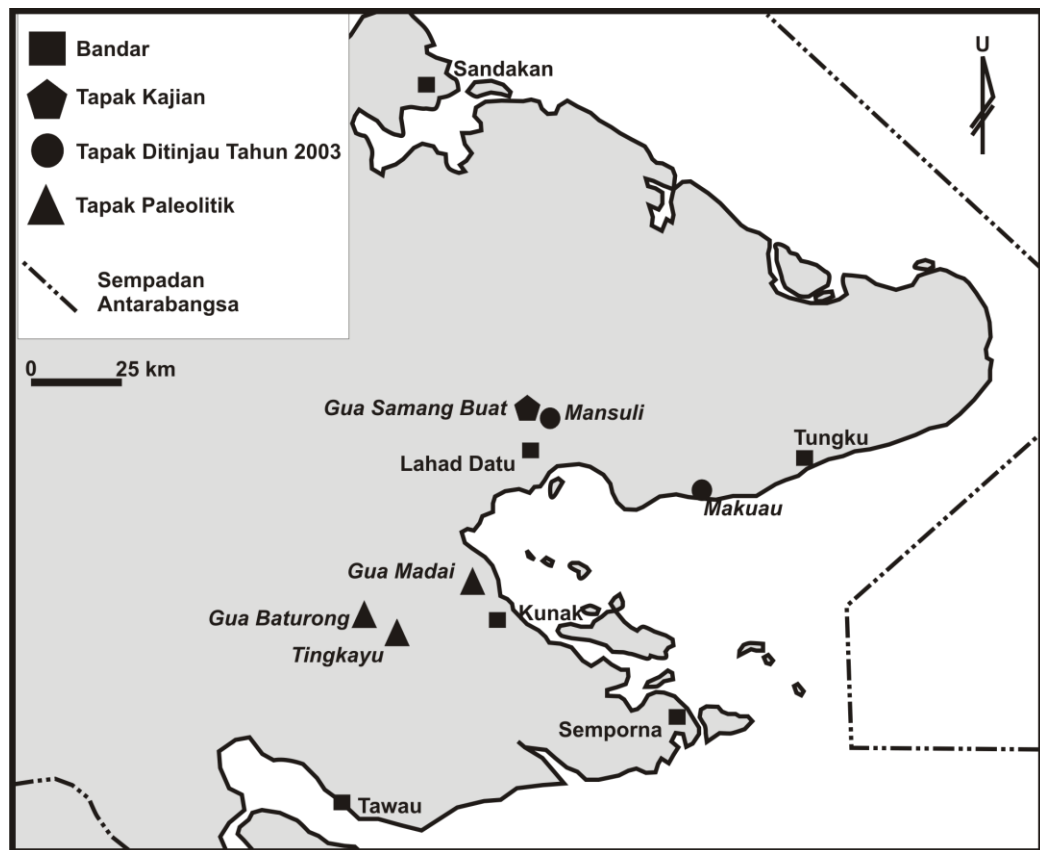 Bandar
Tapak Kajian
Tapak Ditinjau Tahun 2003
Tapak Paleolitik
Sempadan
Antarabangsa
0 25 km
U
Sandakan
Gua Samang Buat
Mansuli
Lahad Datu
Tungku
Makuau
Gua Madai
Gua Baturong
Kunak
Tingkayu
Semporna
Tawau